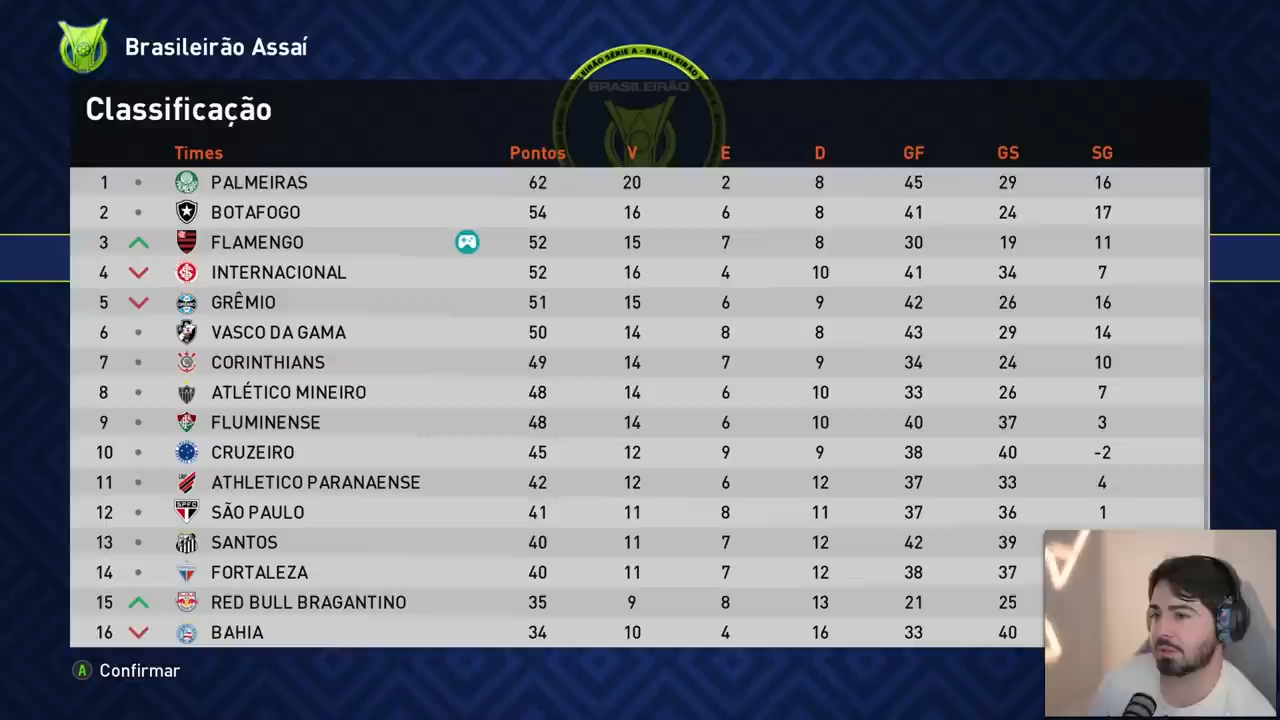 Brasileirão Assaí
BRASILEIRÃO SÉRIE A - BRASILEIRÃO
BRASILEIRÃO
Classificação
Times Pontos V E D GF GS SG
1 PALMEIRAS 62 20 2 8 45 29 16
2 BOTAFOGO 54 16 6 8 41 24 17
3 FLAMENGO 52 15 7 8 30 19 11
4 INTERNACIONAL 52 16 4 10 41 34 7
5 GRÊMIO 51 15 6 9 42 26 16
6 VASCO DA GAMA 50 14 8 8 43 29 14
7 CORINTHIANS 49 14 7 9 34 24 10
8 ATLÉTICO MINEIRO 48 14 6 10 33 26 7
9 FLUMINENSE 48 14 6 10 40 37 3
10 CRUZEIRO 45 12 9 9 38 40 -2
11 ATHLETICO PARANAENSE 42 12 6 12 37 33 4
12 SÃO PAULO 41 11 8 11 37 36 1
13 SANTOS 40 11 7 12 42 39
14 FORTALEZA 40 11 7 12 38 37
15 RED BULL BRAGANTINO 35 9 8 13 21 25
16 BAHIA 34 10 4 16 33 40
A Confirmar